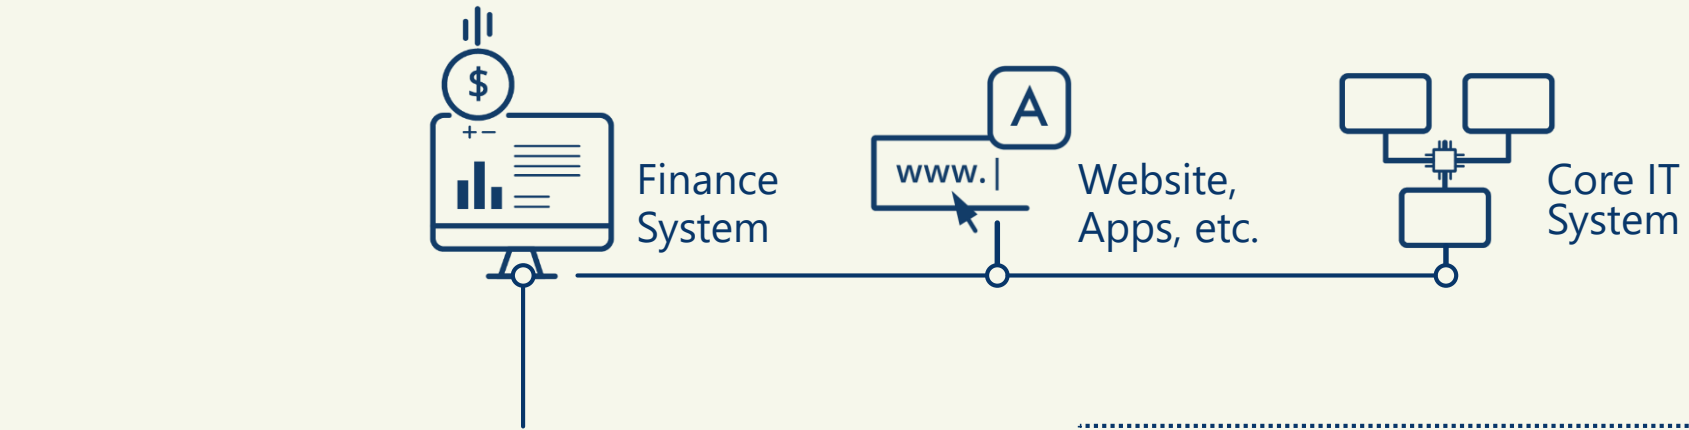 $
+ −
A
www.|
Finance
System
Website,
Apps, etc.
Core IT
System